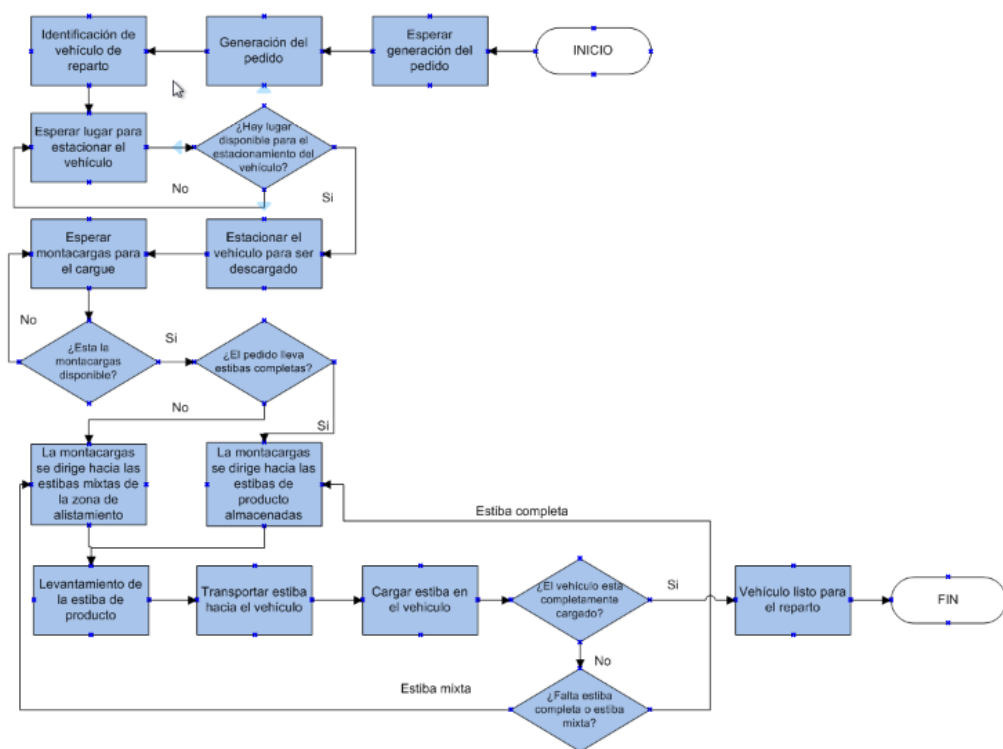 INICIO
Esperar
generación del
pedido
Generación del
pedido
Identificación de
vehículo de
reparto
Esperar lugar para
estacionar el
vehículo
¿Hay lugar
disponible para el
estacionamiento del
vehículo?
No
Si
Estacionar el
vehículo para ser
descargado
Esperar
montacargas para
el cargue
No
¿Esta la
montacargas
disponible?
Si
¿El pedido lleva
estibas completas?
No
Si
La montacargas
se dirige hacia las
estibas mixtas de
la zona de
alistamiento
La montacargas
se dirige hacia las
estibas de
producto
almacenadas
Estiba completa
Levantamiento de
la estiba de
producto
Transportar estiba
hacia el vehículo
Cargar estiba en
el vehiculo
¿El vehículo esta
completamente
cargado?
Si
Vehículo listo para
el reparto
FIN
No
Estiba mixta
¿Falta estiba
completa o estiba
mixta?